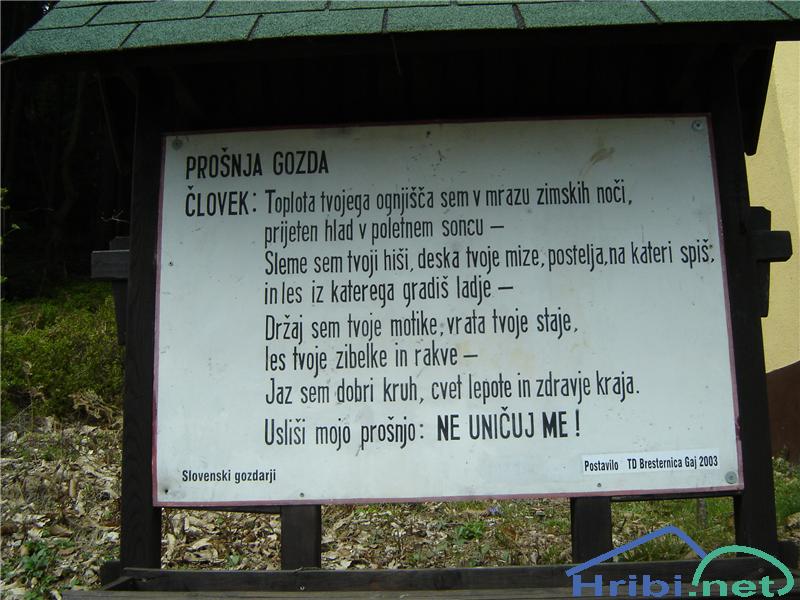 PROŠNJA GOZDA
ČLOVEK: Toplota tvojega ognjišča sem v mrazu zimskih noči,
prijeten hlad v poletnem soncu –
Sleme sem tvoji hiši, deska tvoje mize, postelja, na kateri spiš,
in les iz katerega gradiš ladje –
Držaj sem tvoje motike, vrata tvoje staje,
les tvoje zibelke in rakve –
Jaz sem dobri kruh, cvet lepote in zdravje kraja.
Usliši mojo prošnjo: NE UNIČUJ ME!
Postavilo TD Bresternica Gaj 2003
Slovenski gozdarji
Hribi.net